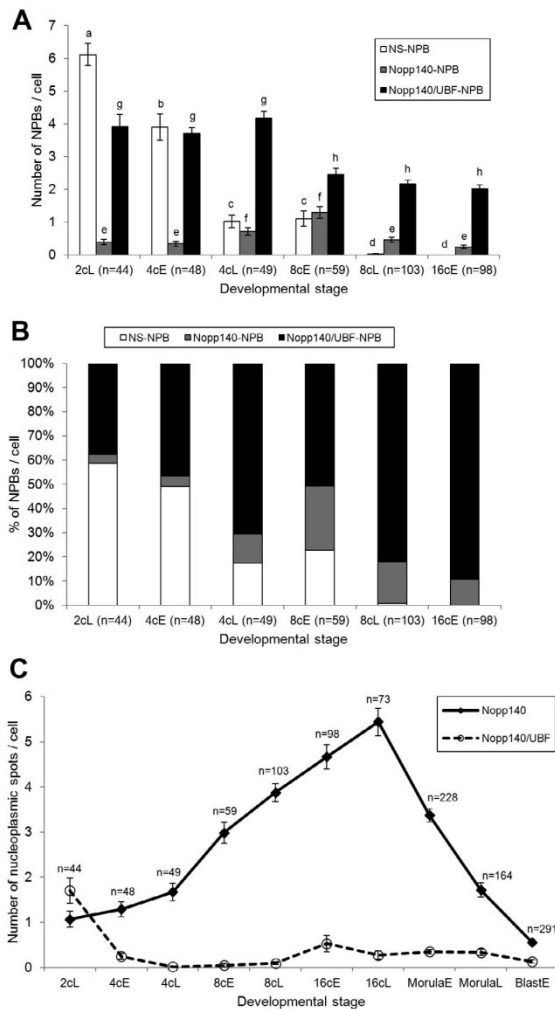 A
Number of NPBs / cell
7
6
5
4
3
2
1
0
NS-NPB
Nopp140-NPB
Nopp140/UBF-NPB
a
e
g
b
e
g
c
f
g
c
f
h
d
e
h
d
e
h
2cL (n=44)
4cE (n=48)
4cL (n=49)
8cE (n=59)
8cL (n=103)
16cE (n=98)
Developmental stage
B
NS-NPB
Nopp140-NPB
Nopp140/UBF-NPB
% of NPBs / cell
100%
90%
80%
70%
60%
50%
40%
30%
20%
10%
0%
2cL (n=44)
4cE (n=48)
4cL (n=49)
8cE (n=59)
8cL (n=103)
16cE (n=98)
Developmental stage
C
Number of nucleoplasmic spots / cell
6
5
4
3
2
1
0
Nopp140
Nopp140/UBF
n=44
n=48
n=49
n=59
n=103
n=98
n=73
n=228
n=164
n=291
2cL
4cE
4cL
8cE
8cL
16cE
16cL
MorulaE
MorulaL
BlastE
Developmental stage